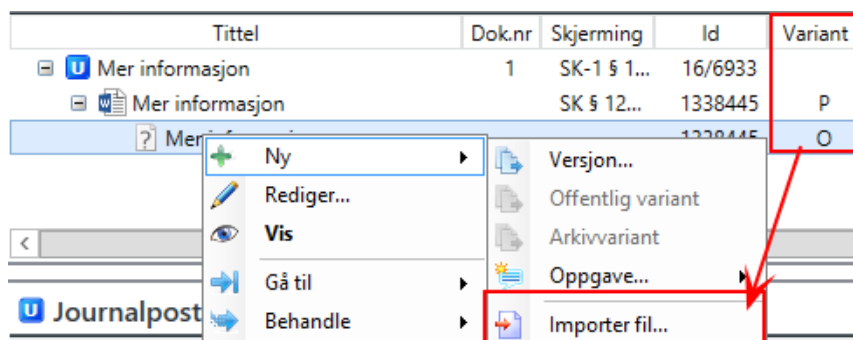 Tittel Dok.nr Skjerming Id Variant
U Mer informasjon 1 SK-1 § 1... 16/6933
Mer informasjon SK § 12... 1338445 P
Mer O
Ny Versjon...
Rediger... Offentlig variant
Vis Arkivvariant
Gå til Oppgave...
U Journalpost Behandle Importer fil...